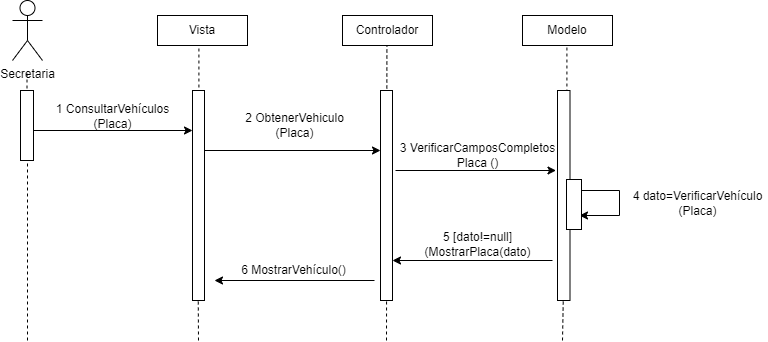 Vista
Controlador
Modelo
Secretaria
1 ConsultarVehículos
(Placa)
2 ObtenerVehiculo
(Placa)
3 VerificarCamposCompletos
Placa ()
4 dato=VerificarVehículo
(Placa)
5 [dato!=null]
(MostrarPlaca(dato)
6 MostrarVehículo()